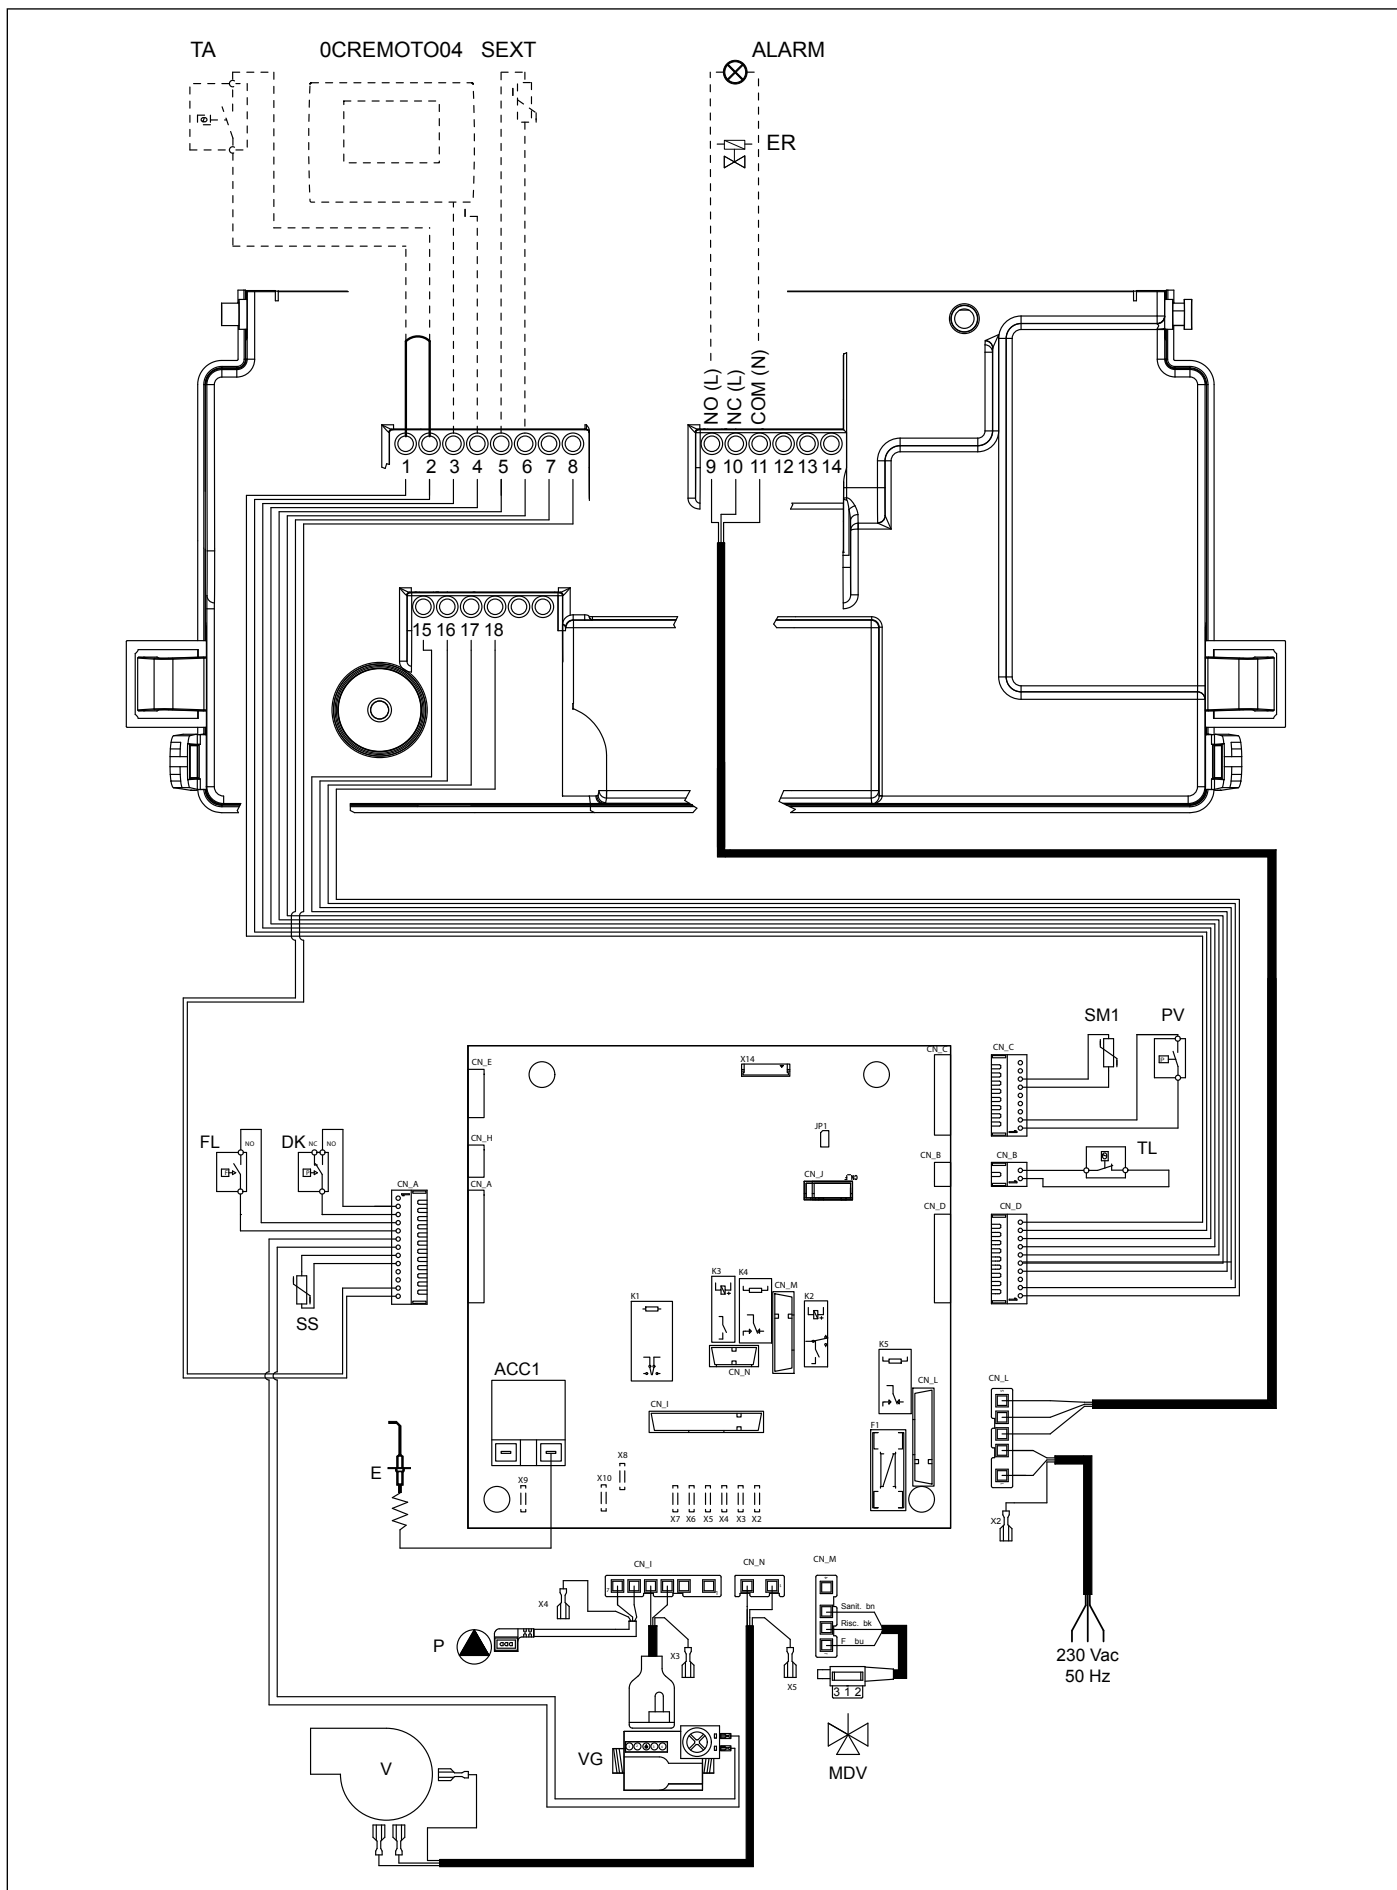 TA 0CREMOTO04 SEXT ALARM
ER
NO (L)
NC (L)
COM (N)
1 2 3 4 5 6 7 8
9 10 11 12 13 14
15 16 17 18
SM1 PV
CN_C
CN_E X14 CN_C
JP1
FL NO DK NC NO
CN_H
CN_B CN_B TL
CN_J
CN_A CN_A CN_D CN_D
K3 K4 CN_M K2
K1
SS
CN_N
K5
ACC1 CN_L CN_L
CN_I F1
E
X8
X9 X10
X7 X6 X5 X4 X3 X2
X2
CN_I CN_N CN_M
X4
Sanit. bn
Risc. bk
F bu
P
X3 X5
3 1 2
230 Vac
50 Hz
VG
V MDV